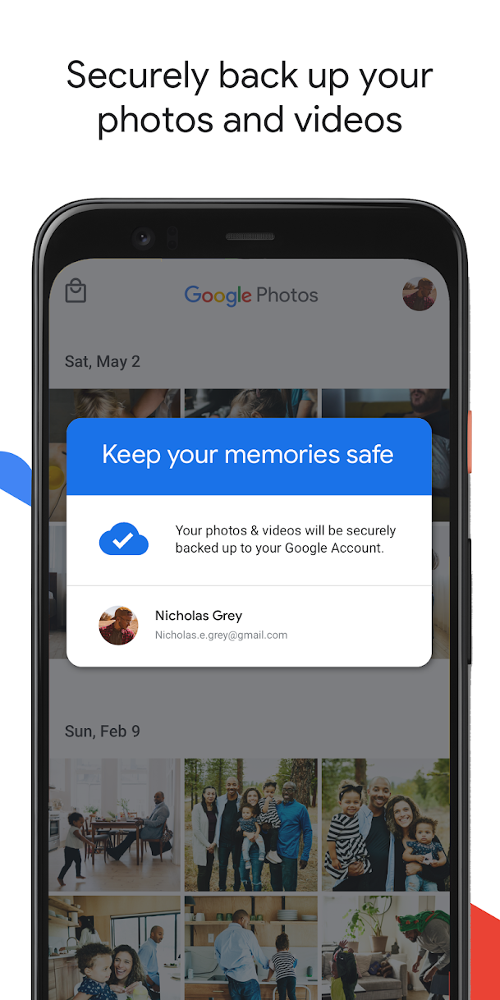 Securely back up your
photos and videos
Google Photos
Sat, May 2
Keep your memories safe
Your photos & videos will be securely
backed up to your Google Account.
Nicholas Grey
Nicholas.e.grey@gmail.com
Sun, Feb 9